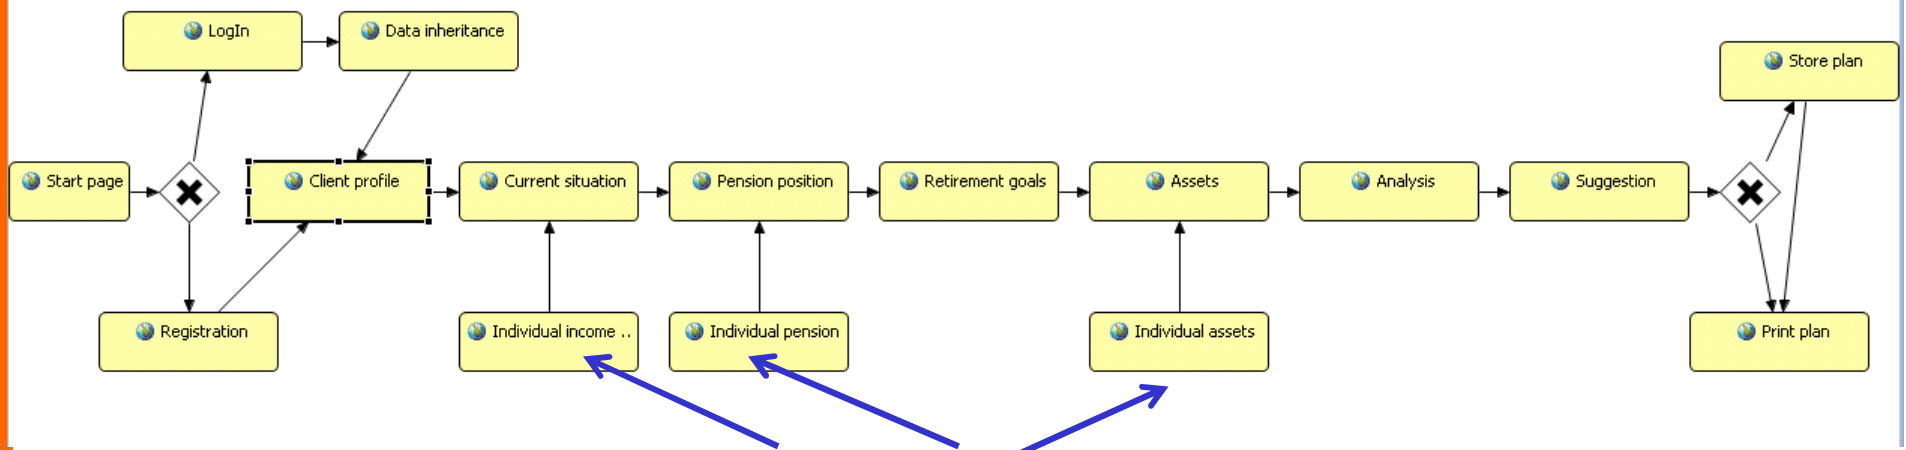 LogIn
Data inheritance
Store plan
Start page
Client profile
Current situation
Pension position
Retirement goals
Assets
Analysis
Suggestion
Registration
Individual income ..
Individual pension
Individual assets
Print plan